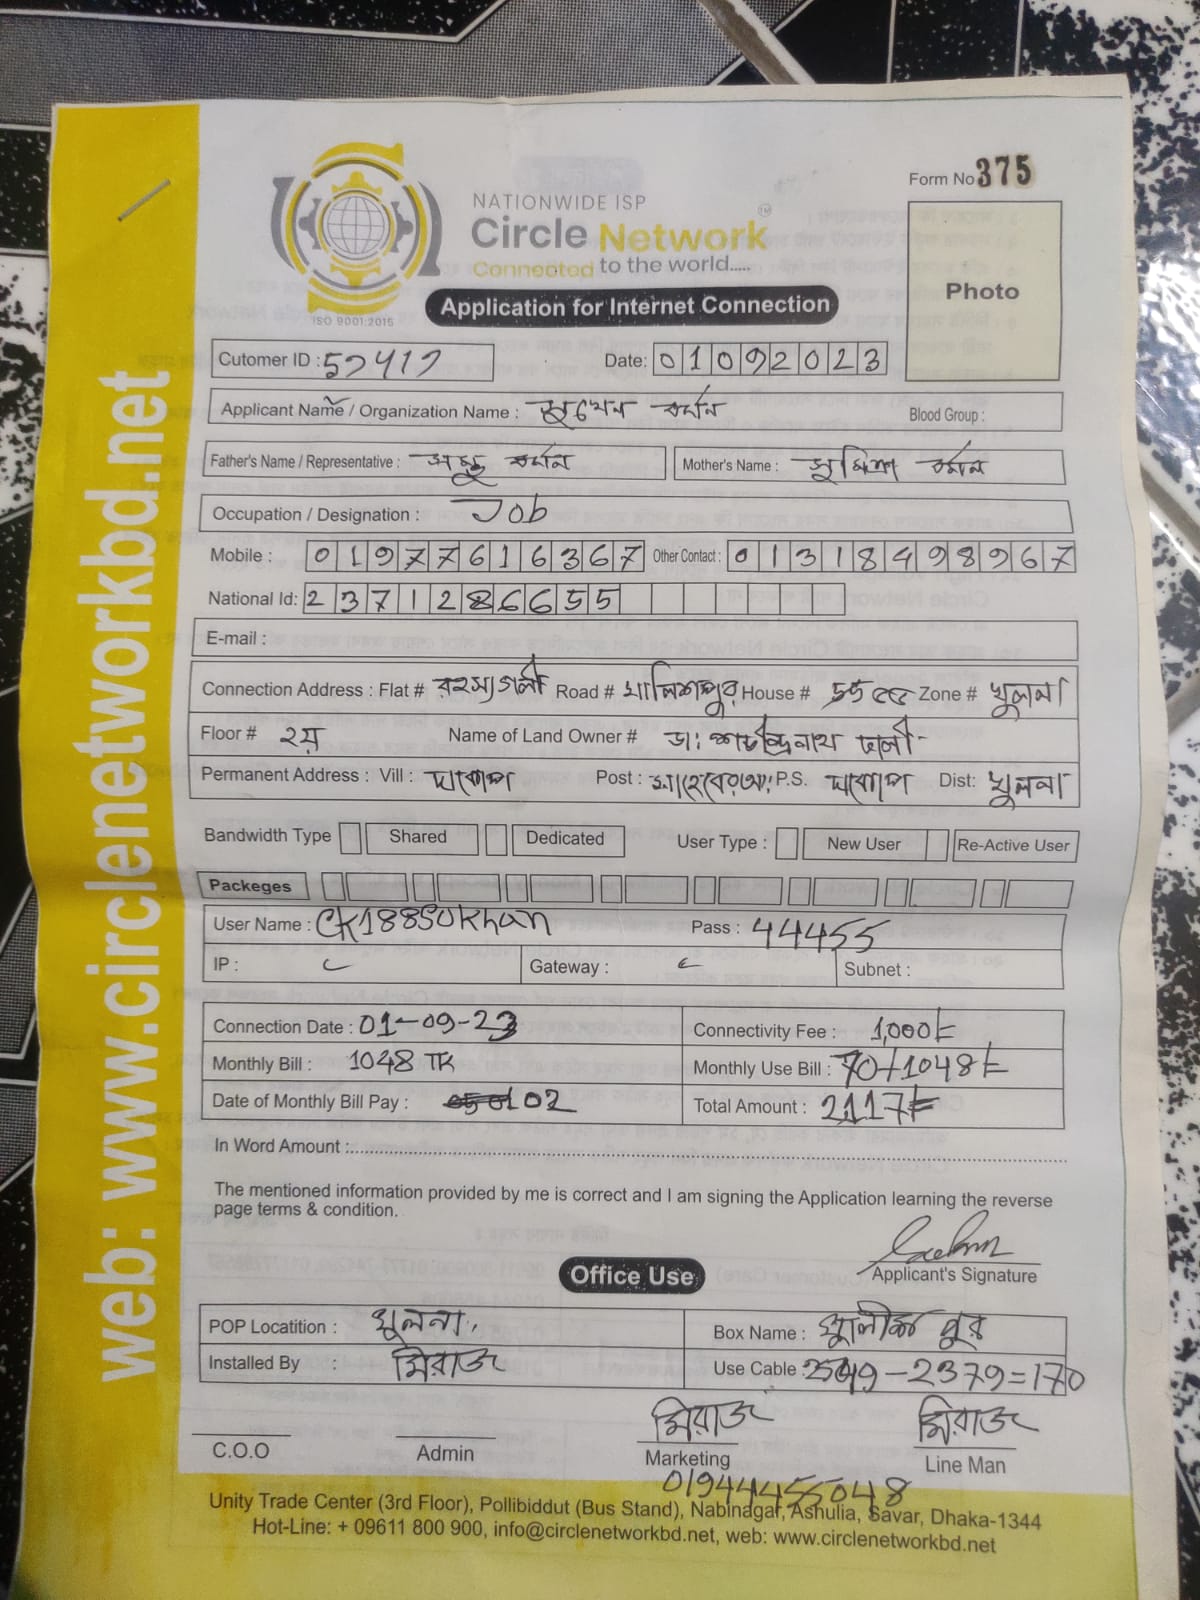 Form No 375
NATIONWIDE ISP
Circle Network
Connected to the world.....
ISO 9001:2015
Application for Internet Connection
Photo
Cutomer ID :
Date: 01092023
Applicant Name / Organization Name : সুখেন বর্মন Blood Group :
Father's Name / Representative : বর্মন Mother's Name : সুমিত্রা বর্মন
Occupation / Designation : Job
Mobile : 01977616367 Other Contact : 01318498967
National Id: 2371286655
E-mail :
Connection Address : Flat # রহস্যগলী Road # খালিশপুর House # 55 Zone # খুলনা
Floor # ২য় Name of Land Owner # ডা: শচীন্দ্রনাথ
Permanent Address : Vill : দাকোপ Post : সাহেবেরআ: P.S. দাকোপ Dist: খুলনা
Bandwidth Type Shared Dedicated User Type : New User Re-Active User
Packeges
User Name : CK188Sukhan Pass : 44455
IP : Gateway : Subnet :
Connection Date : 01-09-23 Connectivity Fee : 1,000/-
Monthly Bill : 1048 TK Monthly Use Bill : 70+1048/-
Date of Monthly Bill Pay : 02 Total Amount : 2117/=
In Word Amount :
The mentioned information provided by me is correct and I am signing the Application learning the reverse
page terms & condition.
Applicant's Signature
Office Use
POP Locatition : খুলনা, Box Name : খালীশ পুর
Installed By : মিরাজ Use Cable : 2549-2379=170
মিরাজ মিরাজ
C.O.O Admin Marketing Line Man
01944455048
Unity Trade Center (3rd Floor), Pollibiddut (Bus Stand), Nabinagar, Ashulia, Savar, Dhaka-1344
Hot-Line: + 09611 800 900, info@circlenetworkbd.net, web: www.circlenetworkbd.net
web: www.circlenetworkbd.net